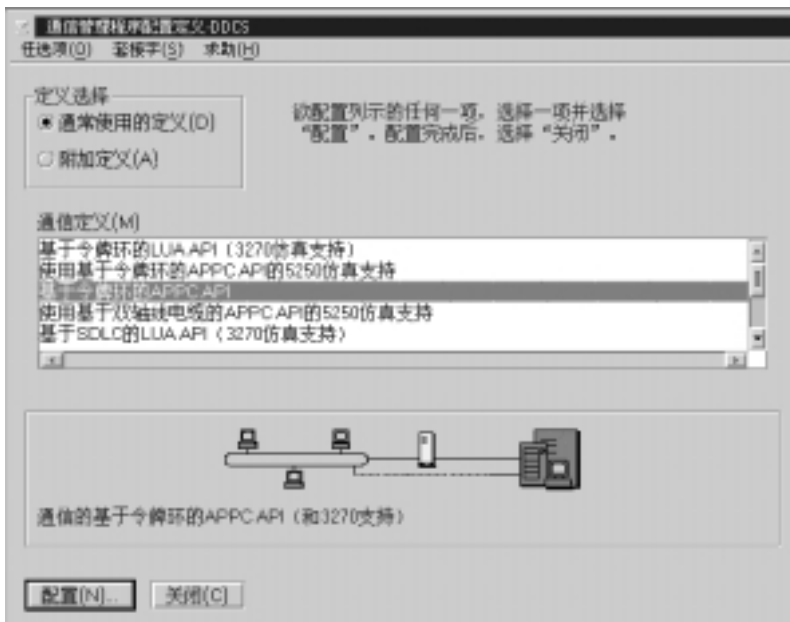 通信管理程序配置定义-DDCS
任选项(O) 套接字(S) 求助(H)
定义选择
通常使用的定义(O)
附加定义(A)
欲配置列示的任何一项，选择一项并选择
“配置”。配置完成后，选择“关闭”。
通信定义(M)
基于令牌环的LUA API（3270仿真支持）
使用基于令牌环的APPC API的5250仿真支持
基于令牌环的APPC API
使用基于双轴线电缆的APPC API的5250仿真支持
基于SDLC的LUA API（3270仿真支持）
通信的基于令牌环的APPC API（和3270支持）
配置(N)... 关闭(C)